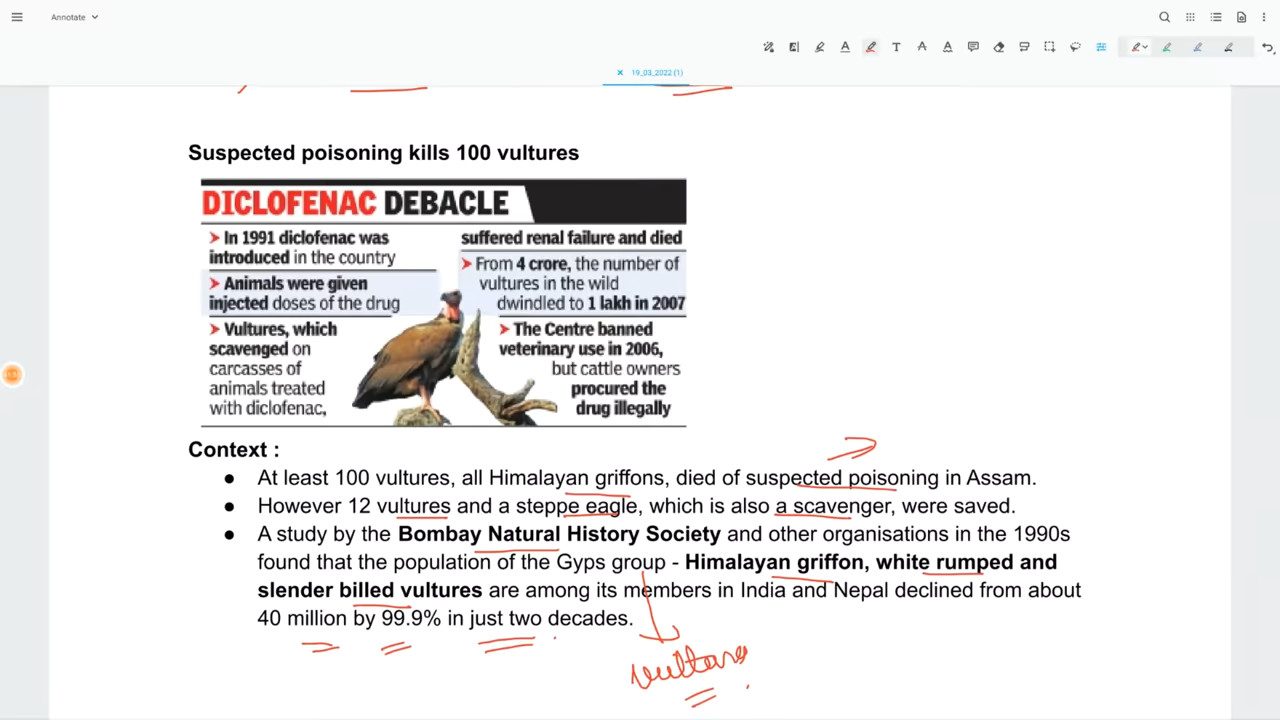 Annotate
19_03_2022 (1)
Suspected poisoning kills 100 vultures
DICLOFENAC DEBACLE
In 1991 diclofenac was
introduced in the country
Animals were given
injected doses of the drug
Vultures, which
scavenged on
carcasses of
animals treated
with diclofenac,
suffered renal failure and died
From 4 crore, the number of
vultures in the wild
dwindled to 1 lakh in 2007
The Centre banned
veterinary use in 2006,
but cattle owners
procured the
drug illegally
Context :
At least 100 vultures, all Himalayan griffons, died of suspected poisoning in Assam.
However 12 vultures and a steppe eagle, which is also a scavenger, were saved.
A study by the Bombay Natural History Society and other organisations in the 1990s
found that the population of the Gyps group - Himalayan griffon, white rumped and
slender billed vultures are among its members in India and Nepal declined from about
40 million by 99.9% in just two decades.